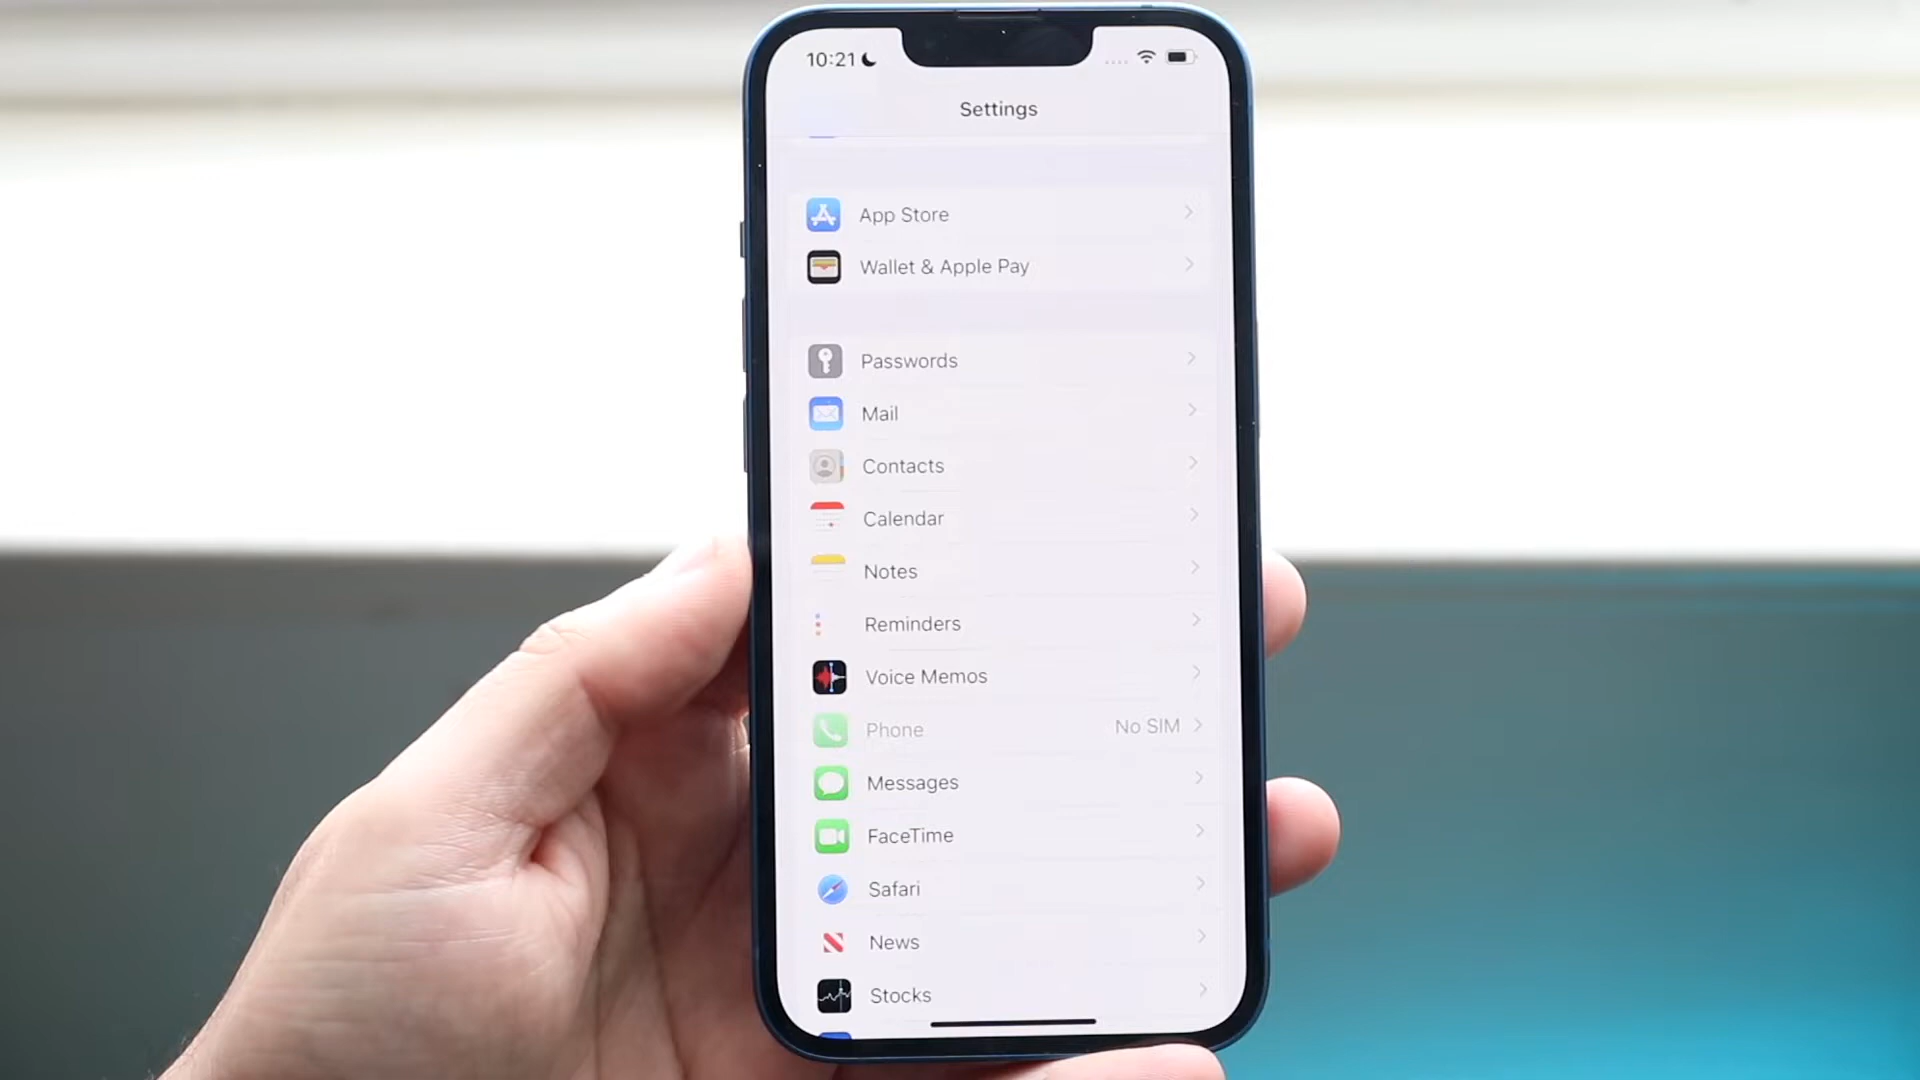 10:21
Settings
App Store
Wallet & Apple Pay
Passwords
Mail
Contacts
Calendar
Notes
Reminders
Voice Memos
Phone No SIM
Messages
FaceTime
Safari
News
Stocks